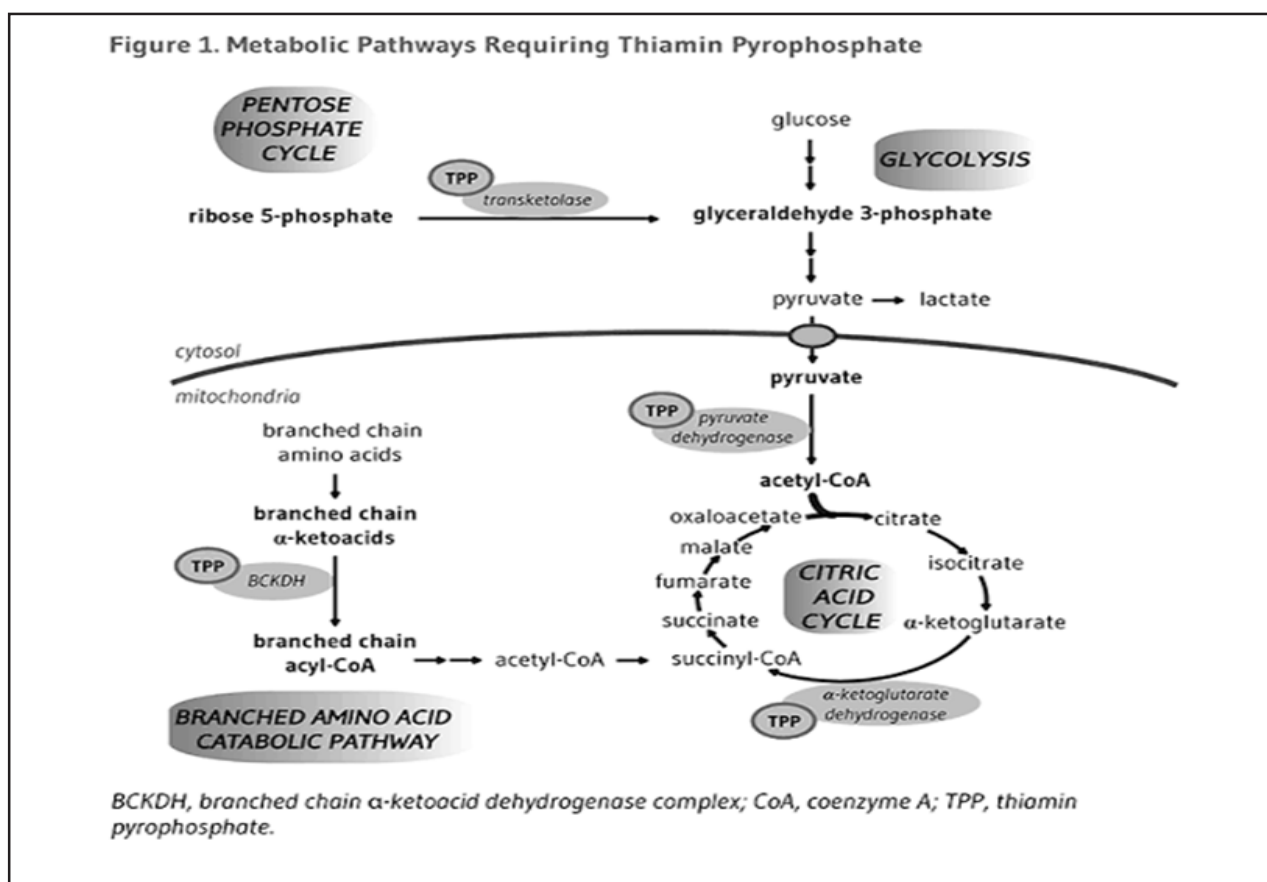 Figure 1. Metabolic Pathways Requiring Thiamin Pyrophosphate
PENTOSE
PHOSPHATE
CYCLE
glucose
GLYCOLYSIS
TPP
transketolase
ribose 5-phosphate
glyceraldehyde 3-phosphate
pyruvate
lactate
cytosol
mitochondria
pyruvate
TPP
pyruvate
dehydrogenase
branched chain
amino acids
acetyl-CoA
branched chain
α-ketoacids
oxaloacetate
citrate
malate
isocitrate
TPP
BCKDH
fumarate
CITRIC
ACID
CYCLE
succinate
α-ketoglutarate
branched chain
acyl-CoA
acetyl-CoA
succinyl-CoA
α-ketoglutarate
dehydrogenase
TPP
BRANCHED AMINO ACID
CATABOLIC PATHWAY
BCKDH, branched chain α-ketoacid dehydrogenase complex; CoA, coenzyme A; TPP, thiamin
pyrophosphate.